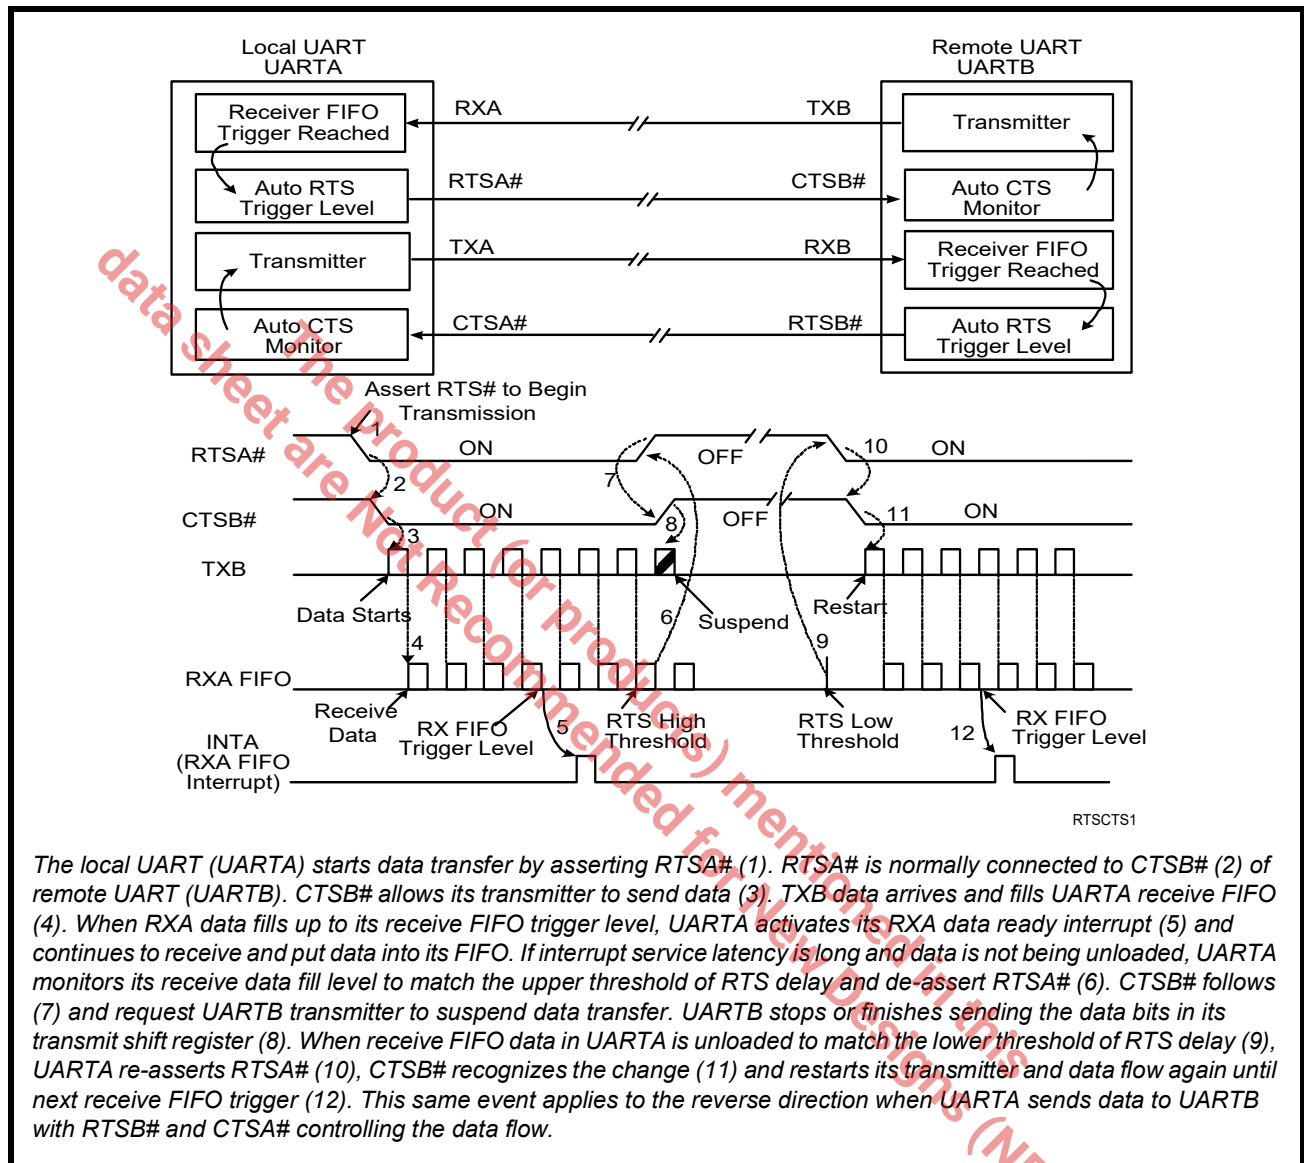 Local UART
UARTA
Remote UART
UARTB
Receiver FIFO
Trigger Reached
RXA
TXB
Transmitter
Auto RTS
Trigger Level
RTSA#
CTSB#
Auto CTS
Monitor
Transmitter
TXA
RXB
Receiver FIFO
Trigger Reached
Auto CTS
Monitor
CTSA#
RTSB#
Auto RTS
Trigger Level
Assert RTS# to Begin
Transmission
RTSA#
1
ON
7
OFF
10
ON
2
CTSB#
3
ON
8
OFF
11
ON
TXB
Data Starts
4
6
Suspend
Restart
9
RXA FIFO
Receive
Data
RX FIFO
Trigger Level
5
RTS High
Threshold
RTS Low
Threshold
12
RX FIFO
Trigger Level
INTA
(RXA FIFO
Interrupt)
RTSCTS1
The local UART (UARTA) starts data transfer by asserting RTSA# (1). RTSA# is normally connected to CTSB# (2) of
remote UART (UARTB). CTSB# allows its transmitter to send data (3). TXB data arrives and fills UARTA receive FIFO
(4). When RXA data fills up to its receive FIFO trigger level, UARTA activates its RXA data ready interrupt (5) and
continues to receive and put data into its FIFO. If interrupt service latency is long and data is not being unloaded, UARTA
monitors its receive data fill level to match the upper threshold of RTS delay and de-assert RTSA# (6). CTSB# follows
(7) and request UARTB transmitter to suspend data transfer. UARTB stops or finishes sending the data bits in its
transmit shift register (8). When receive FIFO data in UARTA is unloaded to match the lower threshold of RTS delay (9),
UARTA re-asserts RTSA# (10), CTSB# recognizes the change (11) and restarts its transmitter and data flow again until
next receive FIFO trigger (12). This same event applies to the reverse direction when UARTA sends data to UARTB
with RTSB# and CTSA# controlling the data flow.
The product (or products) mentioned in this
data sheet are Not Recommended for New Designs